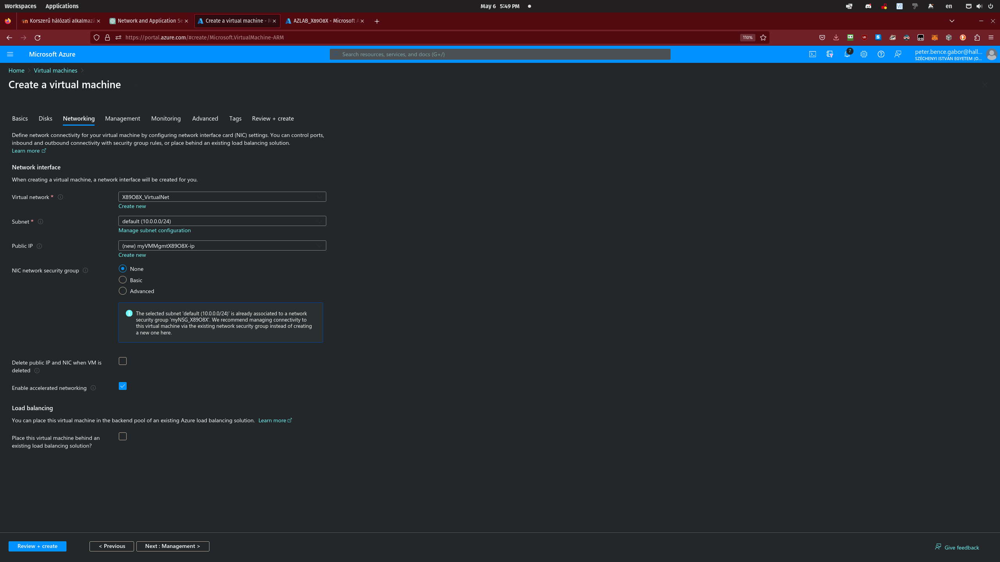 Workspaces Applications May 6 5:49 PM en
Korszerű hálózati alkalmazá Network and Application Se Create a virtual machine - M AZLAB_X89O8X - Microsoft A
https://portal.azure.com/#create/Microsoft.VirtualMachine-ARM 110%
Microsoft Azure Search resources, services, and docs (G+/) 7 peter.bence.gabor@hall...
SZÉCHENYI ISTVÁN EGYETEM (O...
Home Virtual machines
Create a virtual machine
Basics Disks Networking Management Monitoring Advanced Tags Review + create
Define network connectivity for your virtual machine by configuring network interface card (NIC) settings. You can control ports,
inbound and outbound connectivity with security group rules, or place behind an existing load balancing solution.
Learn more
Network interface
When creating a virtual machine, a network interface will be created for you.
Virtual network * X89O8X_VirtualNet
Create new
Subnet * default (10.0.0.0/24)
Manage subnet configuration
Public IP (new) myVMMgmtX89O8X-ip
Create new
NIC network security group None
Basic
Advanced
The selected subnet 'default (10.0.0.0/24)' is already associated to a network
security group 'myNSG_X89O8X'. We recommend managing connectivity to
this virtual machine via the existing network security group instead of creating
a new one here.
Delete public IP and NIC when VM is
deleted
Enable accelerated networking
Load balancing
You can place this virtual machine in the backend pool of an existing Azure load balancing solution. Learn more
Place this virtual machine behind an
existing load balancing solution?
Review + create < Previous Next : Management > Give feedback